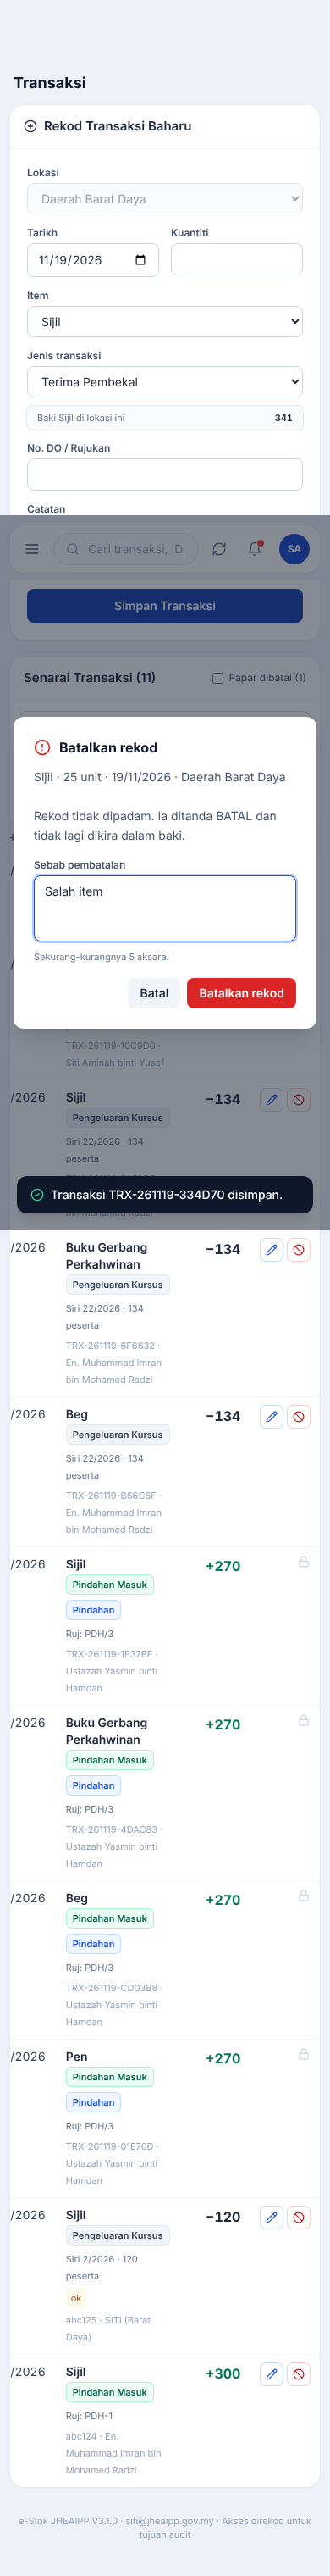 Transaksi
Rekod Transaksi Baharu
Lokasi
Daerah Barat Daya
Tarikh
Kuantiti
11/19/2026
Item
Sijil
Jenis transaksi
Terima Pembekal
Baki Sijil di lokasi ini
341
No. DO / Rujukan
Catatan
Cari transaksi, ID,
SA
Simpan Transaksi
Senarai Transaksi (11)
Papar dibatal (1)
Batalkan rekod
Sijil · 25 unit · 19/11/2026 · Daerah Barat Daya
Rekod tidak dipadam. Ia ditanda BATAL dan
tidak lagi dikira dalam baki.
Sebab pembatalan
Salah item
Sekurang-kurangnya 5 aksara.
Batal
Batalkan rekod
TRX-261119-10C9D0 ·
Siti Aminah binti Yusof
/2026
Sijil
−134
Pengeluaran Kursus
Siri 22/2026 · 134
peserta
Transaksi TRX-261119-334D70 disimpan.
bin Mohamed Radzi
/2026
Buku Gerbang
Perkahwinan
−134
Pengeluaran Kursus
Siri 22/2026 · 134
peserta
TRX-261119-6F6632 ·
En. Muhammad Imran
bin Mohamed Radzi
/2026
Beg
−134
Pengeluaran Kursus
Siri 22/2026 · 134
peserta
TRX-261119-B66C6F ·
En. Muhammad Imran
bin Mohamed Radzi
/2026
Sijil
+270
Pindahan Masuk
Pindahan
Ruj: PDH/3
TRX-261119-1E37BF ·
Ustazah Yasmin binti
Hamdan
/2026
Buku Gerbang
Perkahwinan
+270
Pindahan Masuk
Pindahan
Ruj: PDH/3
TRX-261119-4DAC83 ·
Ustazah Yasmin binti
Hamdan
/2026
Beg
+270
Pindahan Masuk
Pindahan
Ruj: PDH/3
TRX-261119-CD03B8 ·
Ustazah Yasmin binti
Hamdan
/2026
Pen
+270
Pindahan Masuk
Pindahan
Ruj: PDH/3
TRX-261119-01E76D ·
Ustazah Yasmin binti
Hamdan
/2026
Sijil
−120
Pengeluaran Kursus
Siri 2/2026 · 120
peserta
ok
abc125 · SITI (Barat
Daya)
/2026
Sijil
+300
Pindahan Masuk
Ruj: PDH-1
abc124 · En.
Muhammad Imran bin
Mohamed Radzi
e-Stok JHEAIPP V3.1.0 · siti@jheaipp.gov.my · Akses direkod untuk
tujuan audit